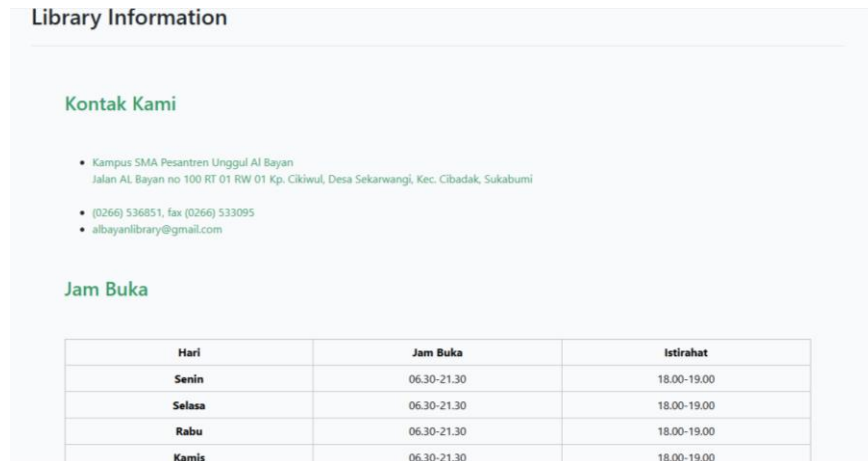 Library Information
Kontak Kami
Kampus SMA Pesantren Unggul Al Bayan
Jalan AL Bayan no 100 RT 01 RW 01 Kp. Cikiwul, Desa Sekarwangi, Kec. Cibadak, Sukabumi
(0266) 536851, fax (0266) 533095
albayanlibrary@gmail.com
Jam Buka
Hari Jam Buka Istirahat
Senin 06.30-21.30 18.00-19.00
Selasa 06.30-21.30 18.00-19.00
Rabu 06.30-21.30 18.00-19.00
Kamis 06.30-21.30 18.00-19.00